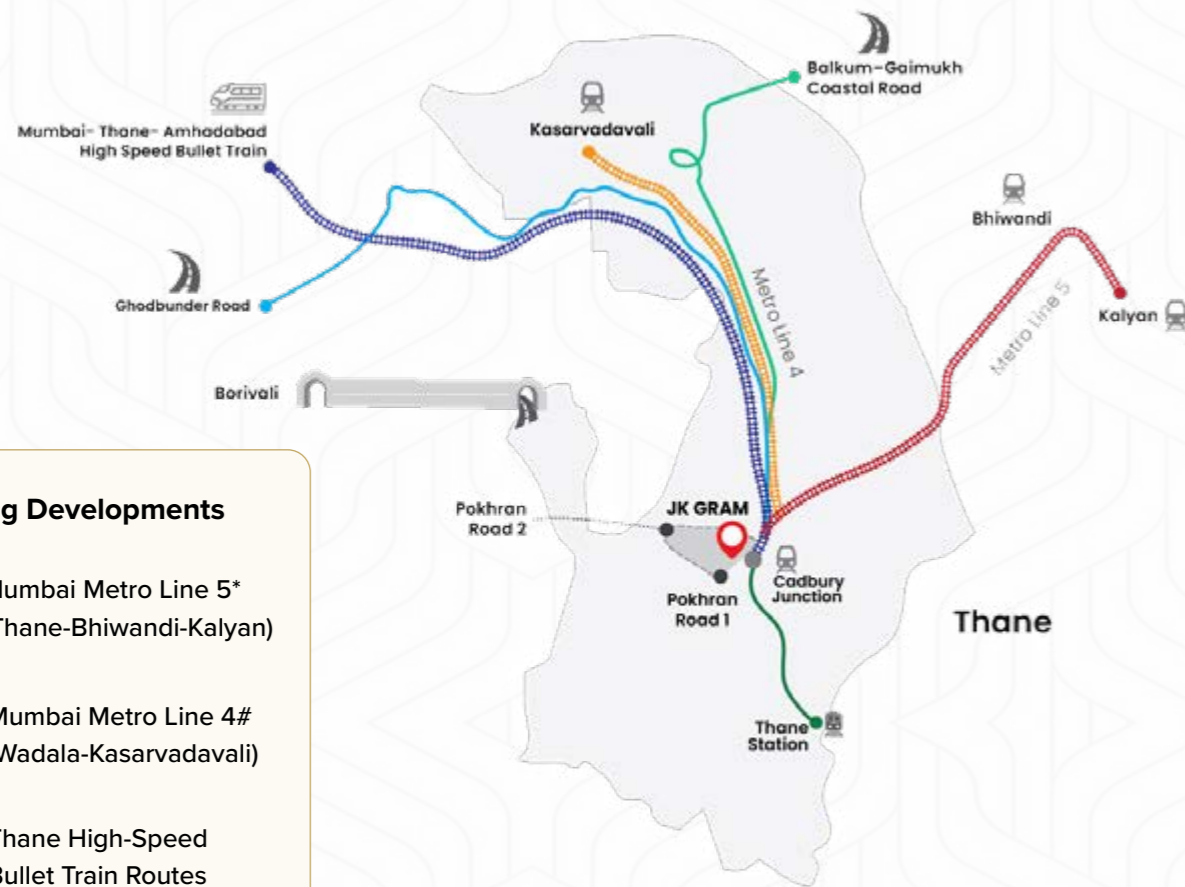 Balkum-Gaimukh
Coastal Road
Mumbai- Thane- Amhadabad
High Speed Bullet Train
Kasarvadavali
Bhiwandi
Ghodbunder Road
Metro Line 4
Metro Line 5
Kalyan
Borivali
g Developments
Pokhran
Road 2
JK GRAM
Cadbury
Junction
Pokhran
Road 1
Thane
umbai Metro Line 5*
Thane-Bhiwandi-Kalyan)
Mumbai Metro Line 4#
Wadala-Kasarvadavali)
Thane
Station
Thane High-Speed
Bullet Train Routes